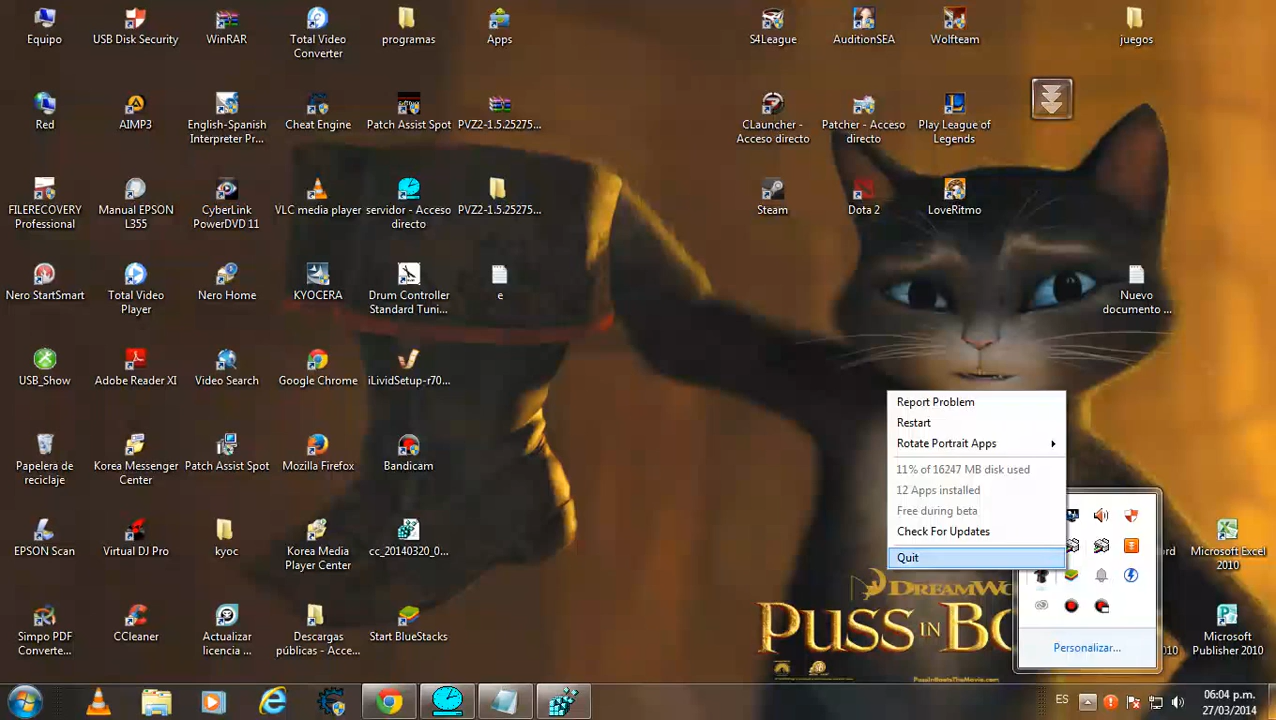 Equipo
USB Disk Security
WinRAR
Total Video
Converter
programas
Apps
S4League
AuditionSEA
Wolfteam
juegos
Red
AIMP3
English-Spanish
Interpreter Pr...
Cheat Engine
Patch Assist Spot
PVZ2-1.5.25275...
CLauncher -
Acceso directo
Patcher - Acceso
directo
Play League of
Legends
FILERECOVERY
Professional
Manual EPSON
L355
CyberLink
PowerDVD 11
VLC media player
servidor - Acceso
directo
PVZ2-1.5.25275...
Steam
Dota 2
LoveRitmo
Nero StartSmart
Total Video
Player
Nero Home
KYOCERA
Drum Controller
Standard Tuni...
e
Nuevo
documento ...
USB_Show
Adobe Reader XI
Video Search
Google Chrome
iLividSetup-r70...
Papelera de
reciclaje
Korea Messenger
Center
Patch Assist Spot
Mozilla Firefox
Bandicam
EPSON Scan
Virtual DJ Pro
kyoc
Korea Media
Player Center
cc_20140320_0...
Simpo PDF
Converte...
CCleaner
Actualizar
licencia ...
Descargas
públicas - Acce...
Start BlueStacks
Report Problem
Restart
Rotate Portrait Apps
11% of 16247 MB disk used
12 Apps installed
Free during beta
Check For Updates
Quit
ord
Microsoft Excel
2010
2010
Microsoft
Publisher 2010
Personalizar...
DREAMWO
PUSS IN BO
PussInBootsTheMovie.com
ES
06:04 p.m.
27/03/2014